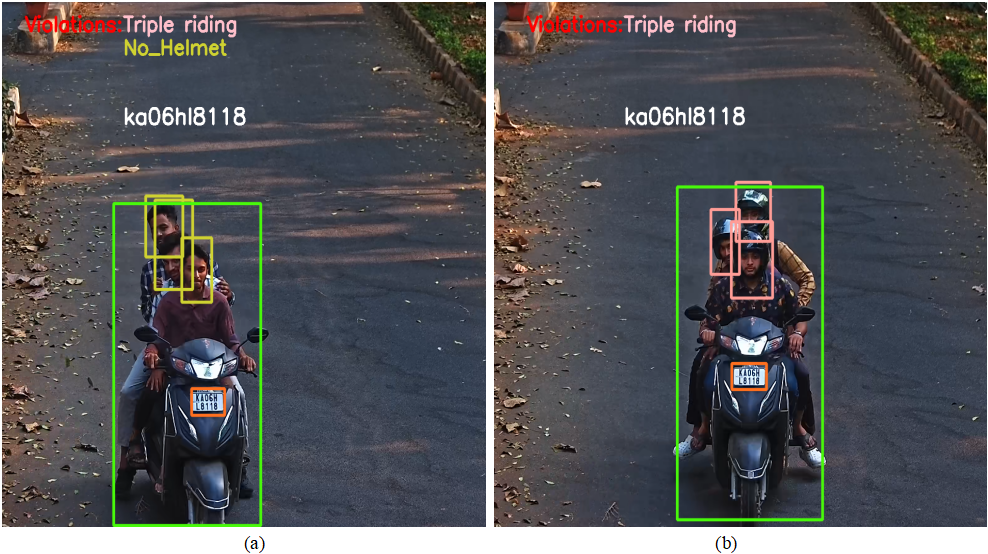 Violations:Triple riding
No_Helmet
ka06hl8118
KA06H
L8118
(a)
Violations:Triple riding
ka06hl8118
KA06H
L8118
(b)